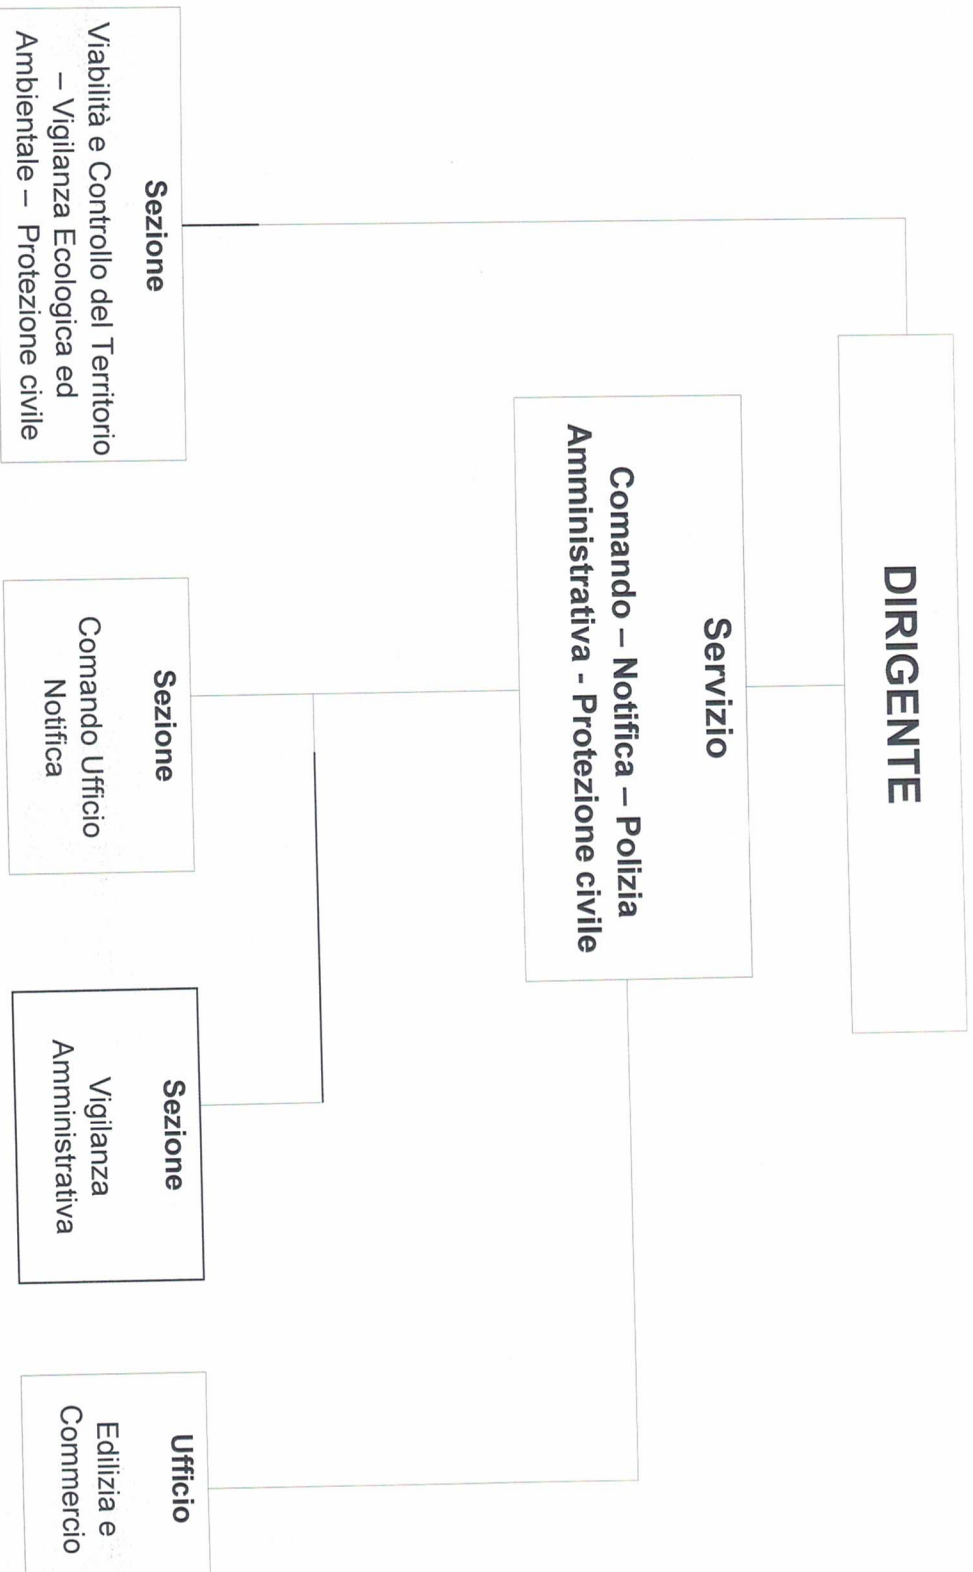 DIRIGENTE
Servizio
Comando – Notifica – Polizia
Amministrativa - Protezione civile
Sezione
Viabilità e Controllo del Territorio
– Vigilanza Ecologica ed
Ambientale – Protezione civile
Sezione
Comando Ufficio
Notifica
Sezione
Vigilanza
Amministrativa
Ufficio
Edilizia e
Commercio